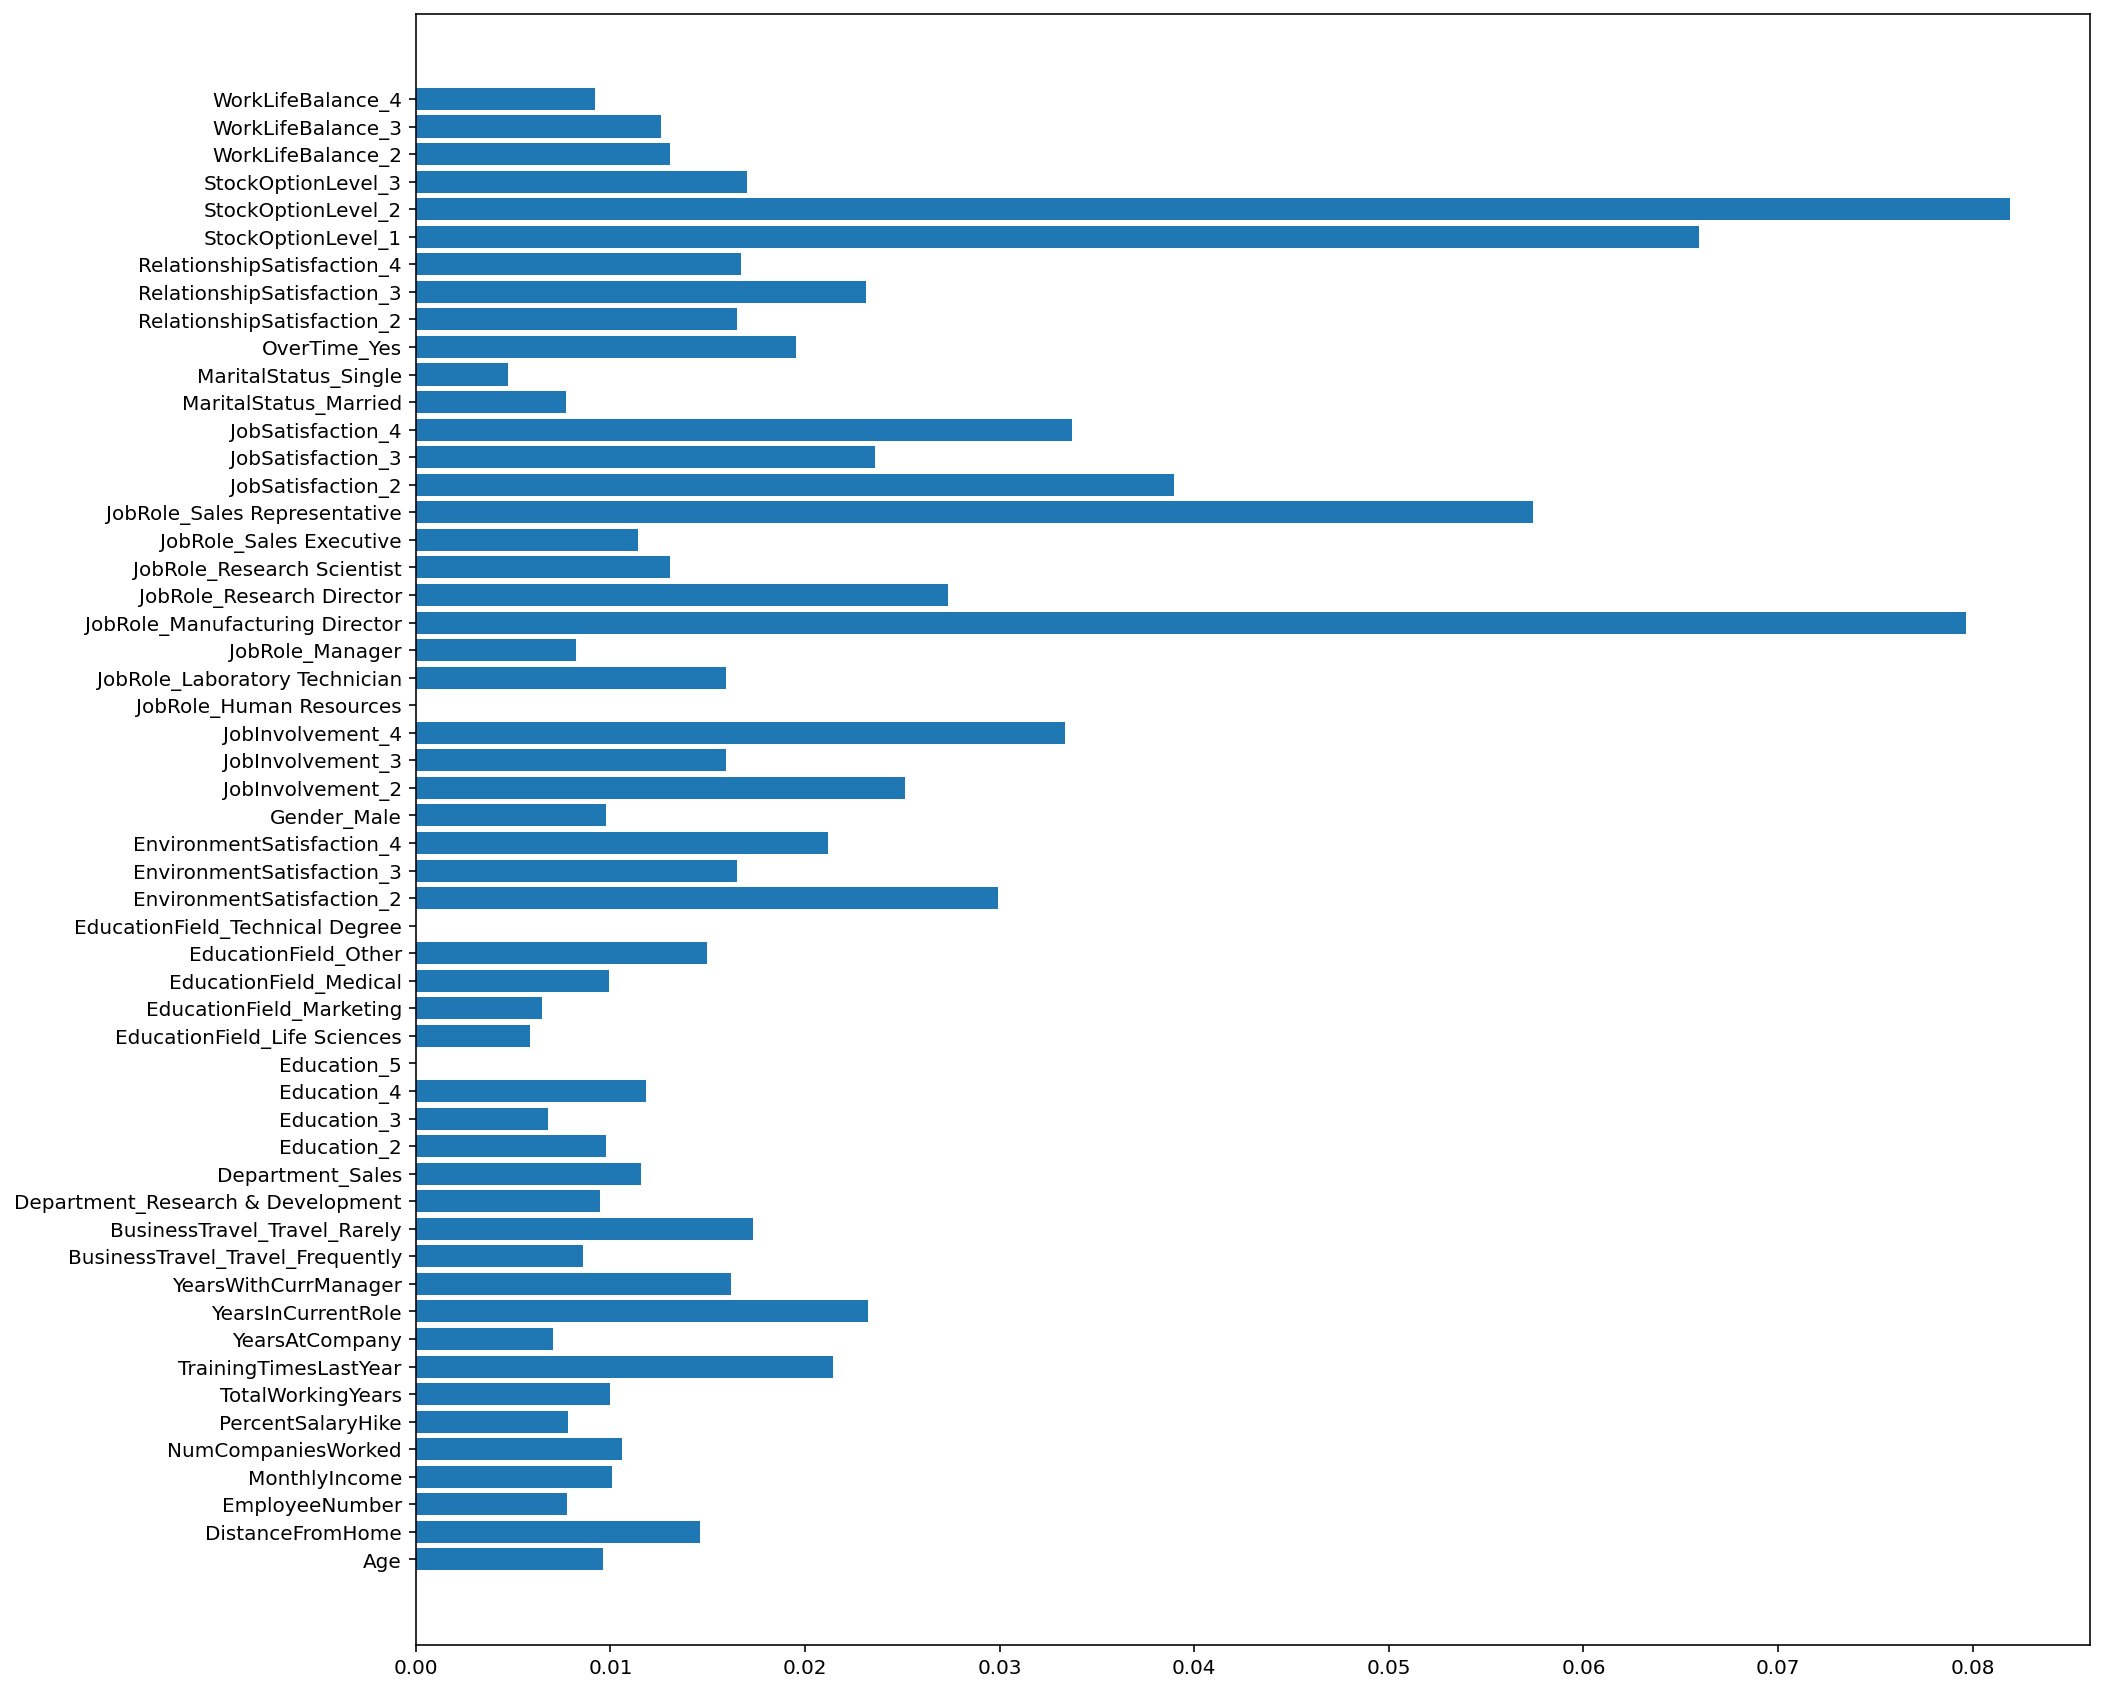 WorkLifeBalance_4
WorkLifeBalance_3
WorkLifeBalance_2
StockOptionLevel_3
StockOptionLevel_2
StockOptionLevel_1
RelationshipSatisfaction_4
RelationshipSatisfaction_3
RelationshipSatisfaction_2
OverTime_Yes
MaritalStatus_Single
MaritalStatus_Married
JobSatisfaction_4
JobSatisfaction_3
JobSatisfaction_2
JobRole_Sales Representative
JobRole_Sales Executive
JobRole_Research Scientist
JobRole_Research Director
JobRole_Manufacturing Director
JobRole_Manager
JobRole_Laboratory Technician
JobRole_Human Resources
JobInvolvement_4
JobInvolvement_3
JobInvolvement_2
Gender_Male
EnvironmentSatisfaction_4
EnvironmentSatisfaction_3
EnvironmentSatisfaction_2
EducationField_Technical Degree
EducationField_Other
EducationField_Medical
EducationField_Marketing
EducationField_Life Sciences
Education_5
Education_4
Education_3
Education_2
Department_Sales
Department_Research & Development
BusinessTravel_Travel_Rarely
BusinessTravel_Travel_Frequently
YearsWithCurrManager
YearsInCurrentRole
YearsAtCompany
TrainingTimesLastYear
TotalWorkingYears
PercentSalaryHike
NumCompaniesWorked
MonthlyIncome
EmployeeNumber
DistanceFromHome
Age
0.00 0.01 0.02 0.03 0.04 0.05 0.06 0.07 0.08